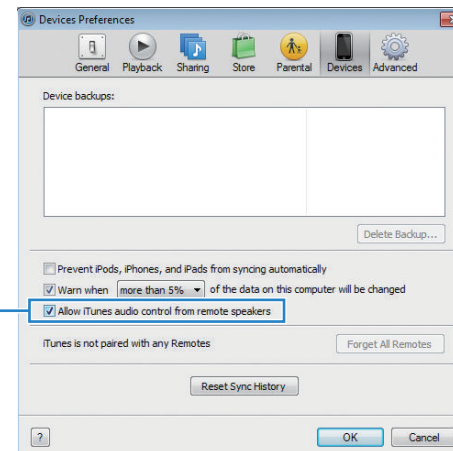 Devices Preferences
General Playback Sharing Store Parental Devices Advanced
Device backups:
Delete Backup...
Prevent iPods, iPhones, and iPads from syncing automatically
Warn when more than 5% of the data on this computer will be changed
Allow iTunes audio control from remote speakers
iTunes is not paired with any Remotes Forget All Remotes
Reset Sync History
? OK Cancel